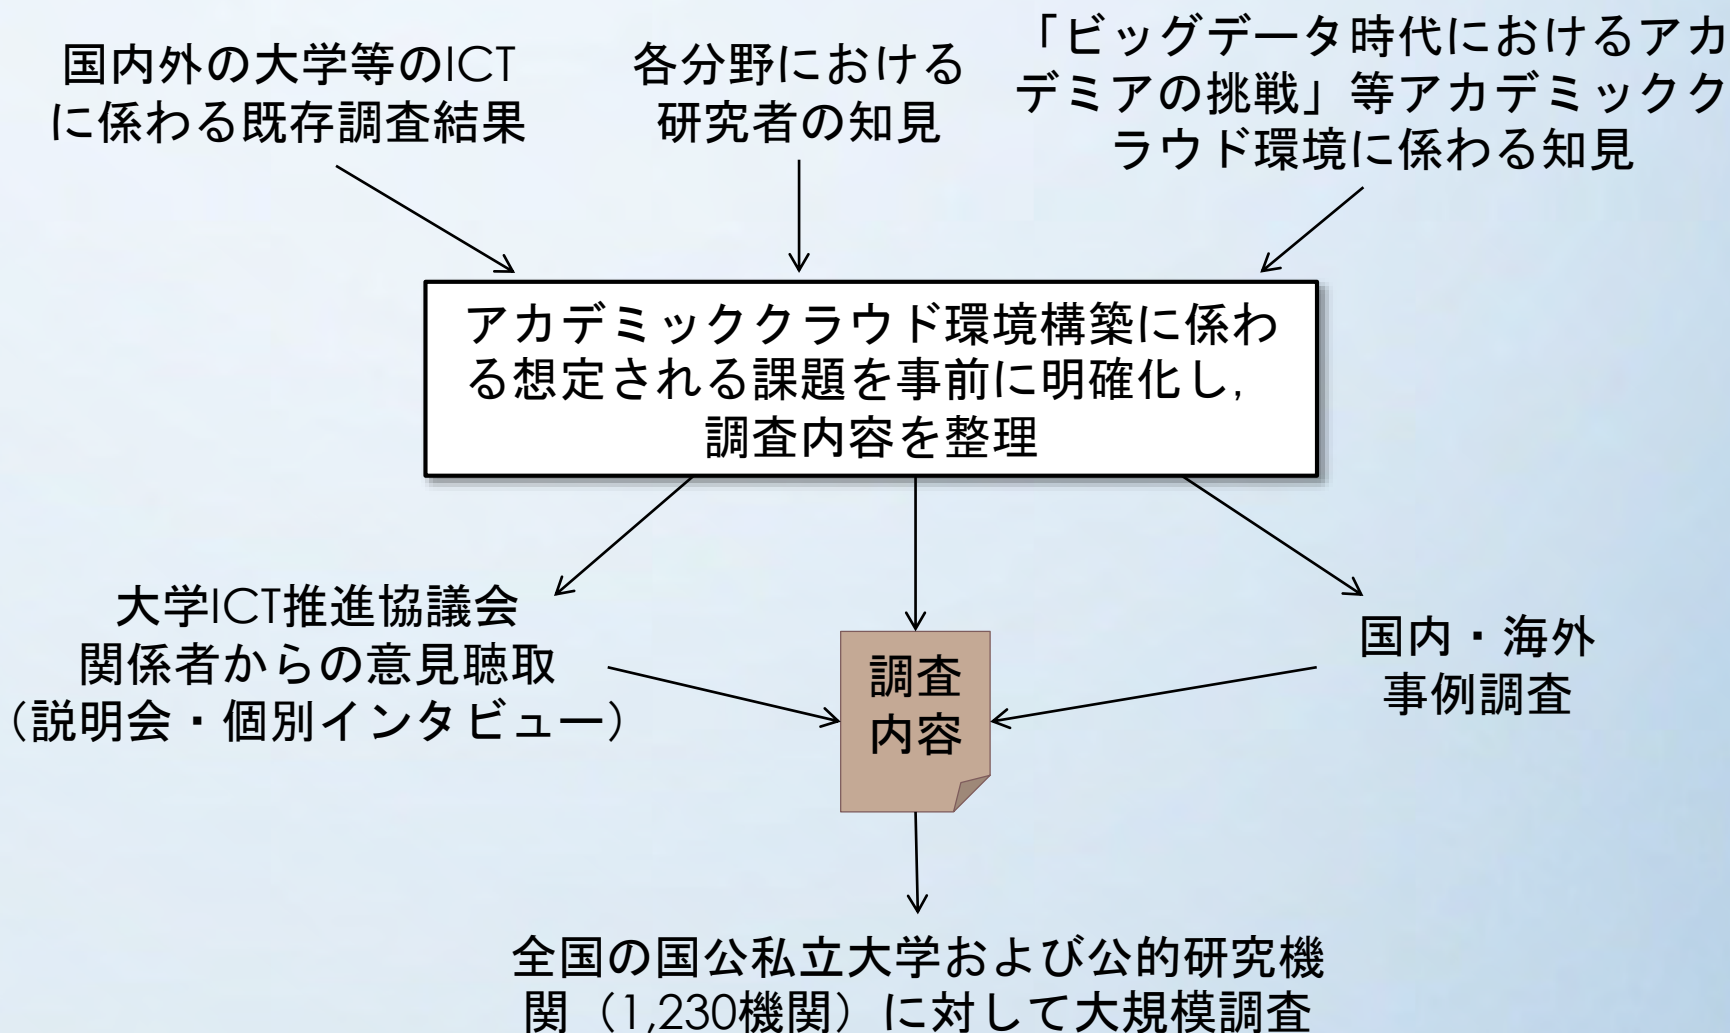 国内外の大学等のICT
に係わる既存調査結果
各分野における
研究者の知見
「ビッグデータ時代におけるアカ
デミアの挑戦」等アカデミックク
ラウド環境に係わる知見
アカデミッククラウド環境構築に係わ
る想定される課題を事前に明確化し,
調査内容を整理
大学ICT推進協議会
関係者からの意見聴取
（説明会・個別インタビュー）
調査
内容
国内・海外
事例調査
全国の国公私立大学および公的研究機
関（1,230機関）に対して大規模調査